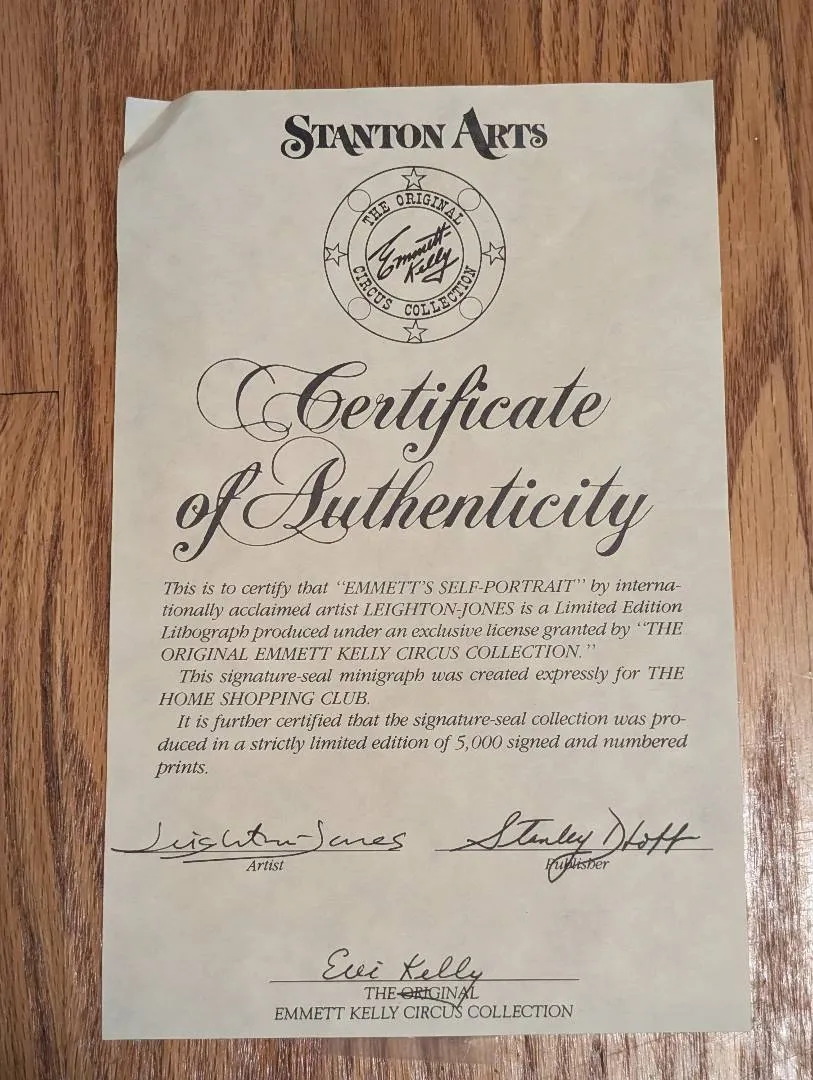 STANTON ARTS
THE ORIGINAL
Emmett
Kelly
CIRCUS COLLECTION
Certificate
of Authenticity
This is to certify that "EMMETT'S SELF-PORTRAIT" by interna-
tionally acclaimed artist LEIGHTON-JONES is a Limited Edition
Lithograph produced under an exclusive license granted by "THE
ORIGINAL EMMETT KELLY CIRCUS COLLECTION."
This signature-seal minigraph was created expressly for THE
HOME SHOPPING CLUB.
It is further certified that the signature-seal collection was pro-
duced in a strictly limited edition of 5,000 signed and numbered
prints.
Leighton-Jones
Artist
Stanley
Publisher
Evi Kelly
THE ORIGINAL
EMMETT KELLY CIRCUS COLLECTION